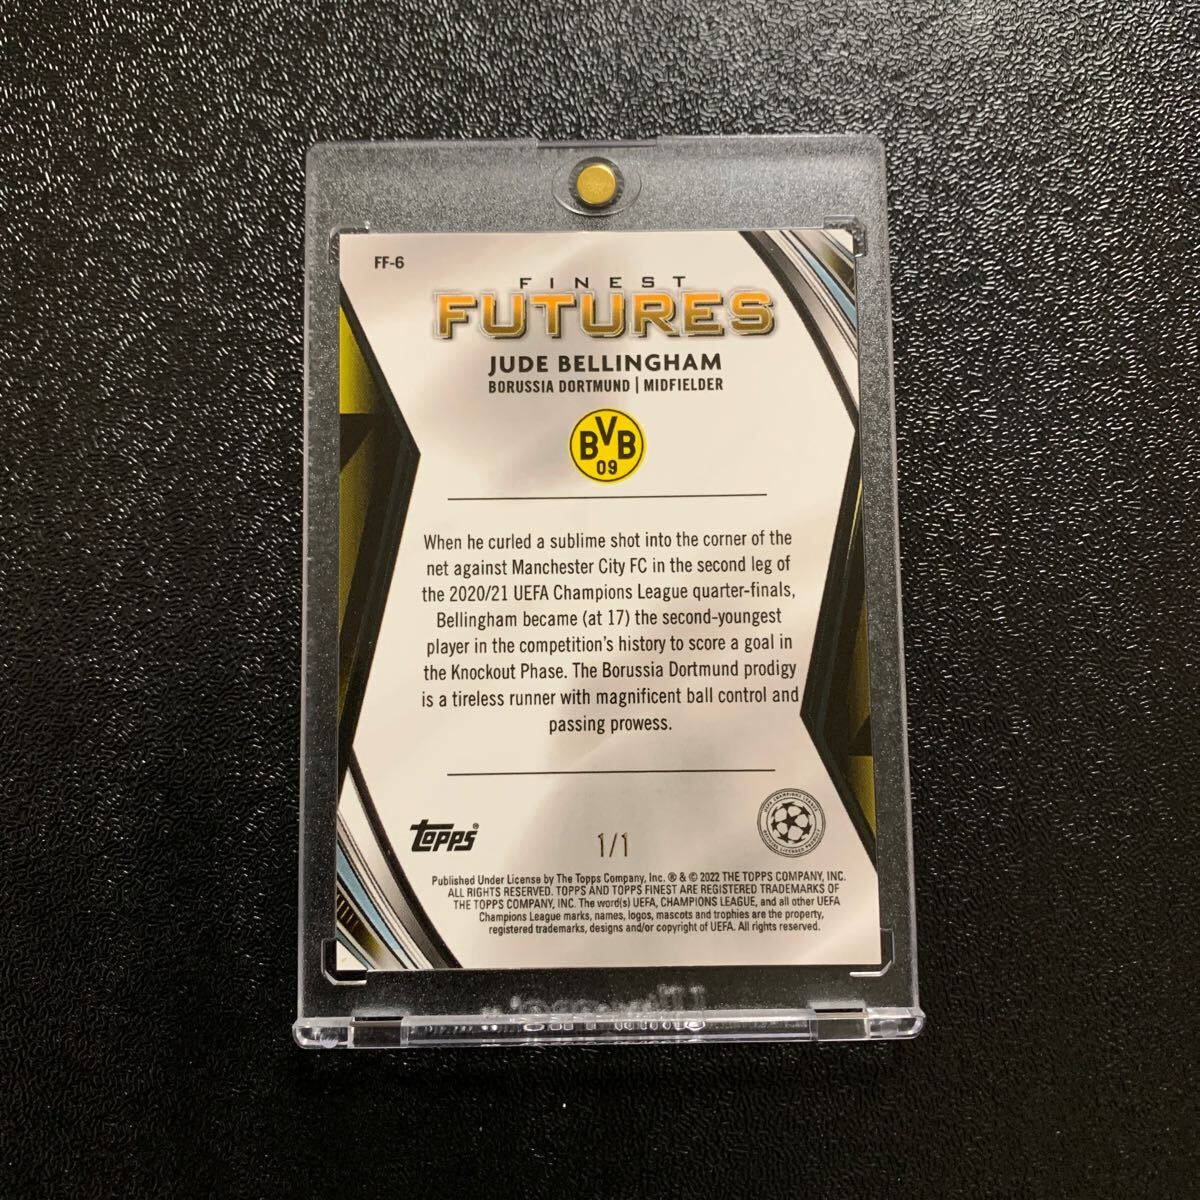 FF-6
FINEST
FUTURES
JUDE BELLINGHAM
BORUSSIA DORTMUND | MIDFIELDER
BVB
09
When he curled a sublime shot into the corner of the
net against Manchester City FC in the second leg of
the 2020/21 UEFA Champions League quarter-finals,
Bellingham became (at 17) the second-youngest
player in the competition's history to score a goal in
the Knockout Phase. The Borussia Dortmund prodigy
is a tireless runner with magnificent ball control and
passing prowess.
topps®
1/1
UEFA CHAMPIONS LEAGUE
OFFICIAL LICENSED PRODUCT
Published Under License by The Topps Company, Inc. ® & © 2022 THE TOPPS COMPANY, INC.
ALL RIGHTS RESERVED. TOPPS AND TOPPS FINEST ARE REGISTERED TRADEMARKS OF
THE TOPPS COMPANY, INC. The word(s) UEFA, CHAMPIONS LEAGUE, and all other UEFA
Champions League marks, names, logos, mascots and trophies are the property,
registered trademarks, designs and/or copyright of UEFA. All rights reserved.